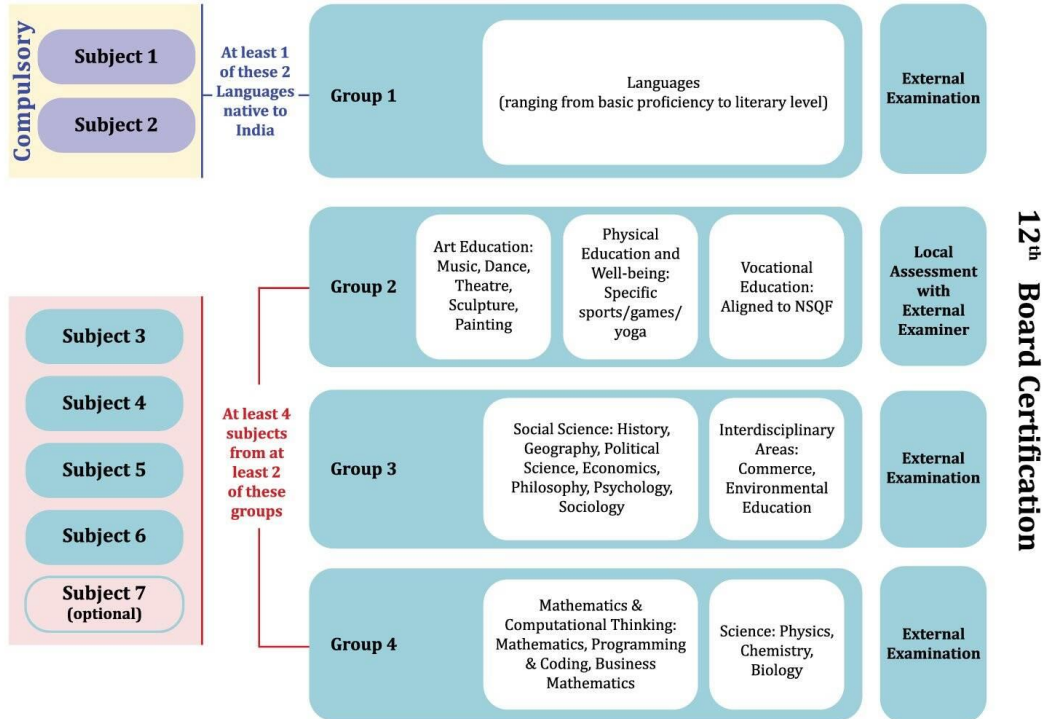 Compulsory
Subject 1
Subject 2
At least 1
of these 2
Languages
native to
India
Group 1
Languages
(ranging from basic proficiency to literary level)
External
Examination
Subject 3
Subject 4
Subject 5
Subject 6
Subject 7
(optional)
At least 4
subjects
from at
least 2
of these
groups
Group 2
Art Education:
Music, Dance,
Theatre,
Sculpture,
Painting
Physical
Education and
Well-being:
Specific
sports/games/
yoga
Vocational
Education:
Aligned to NSQF
Local
Assessment
with
External
Examiner
Group 3
Social Science: History,
Geography, Political
Science, Economics,
Philosophy, Psychology,
Sociology
Interdisciplinary
Areas:
Commerce,
Environmental
Education
External
Examination
Group 4
Mathematics &
Computational Thinking:
Mathematics, Programming
& Coding, Business
Mathematics
Science: Physics,
Chemistry,
Biology
External
Examination
12th Board Certification